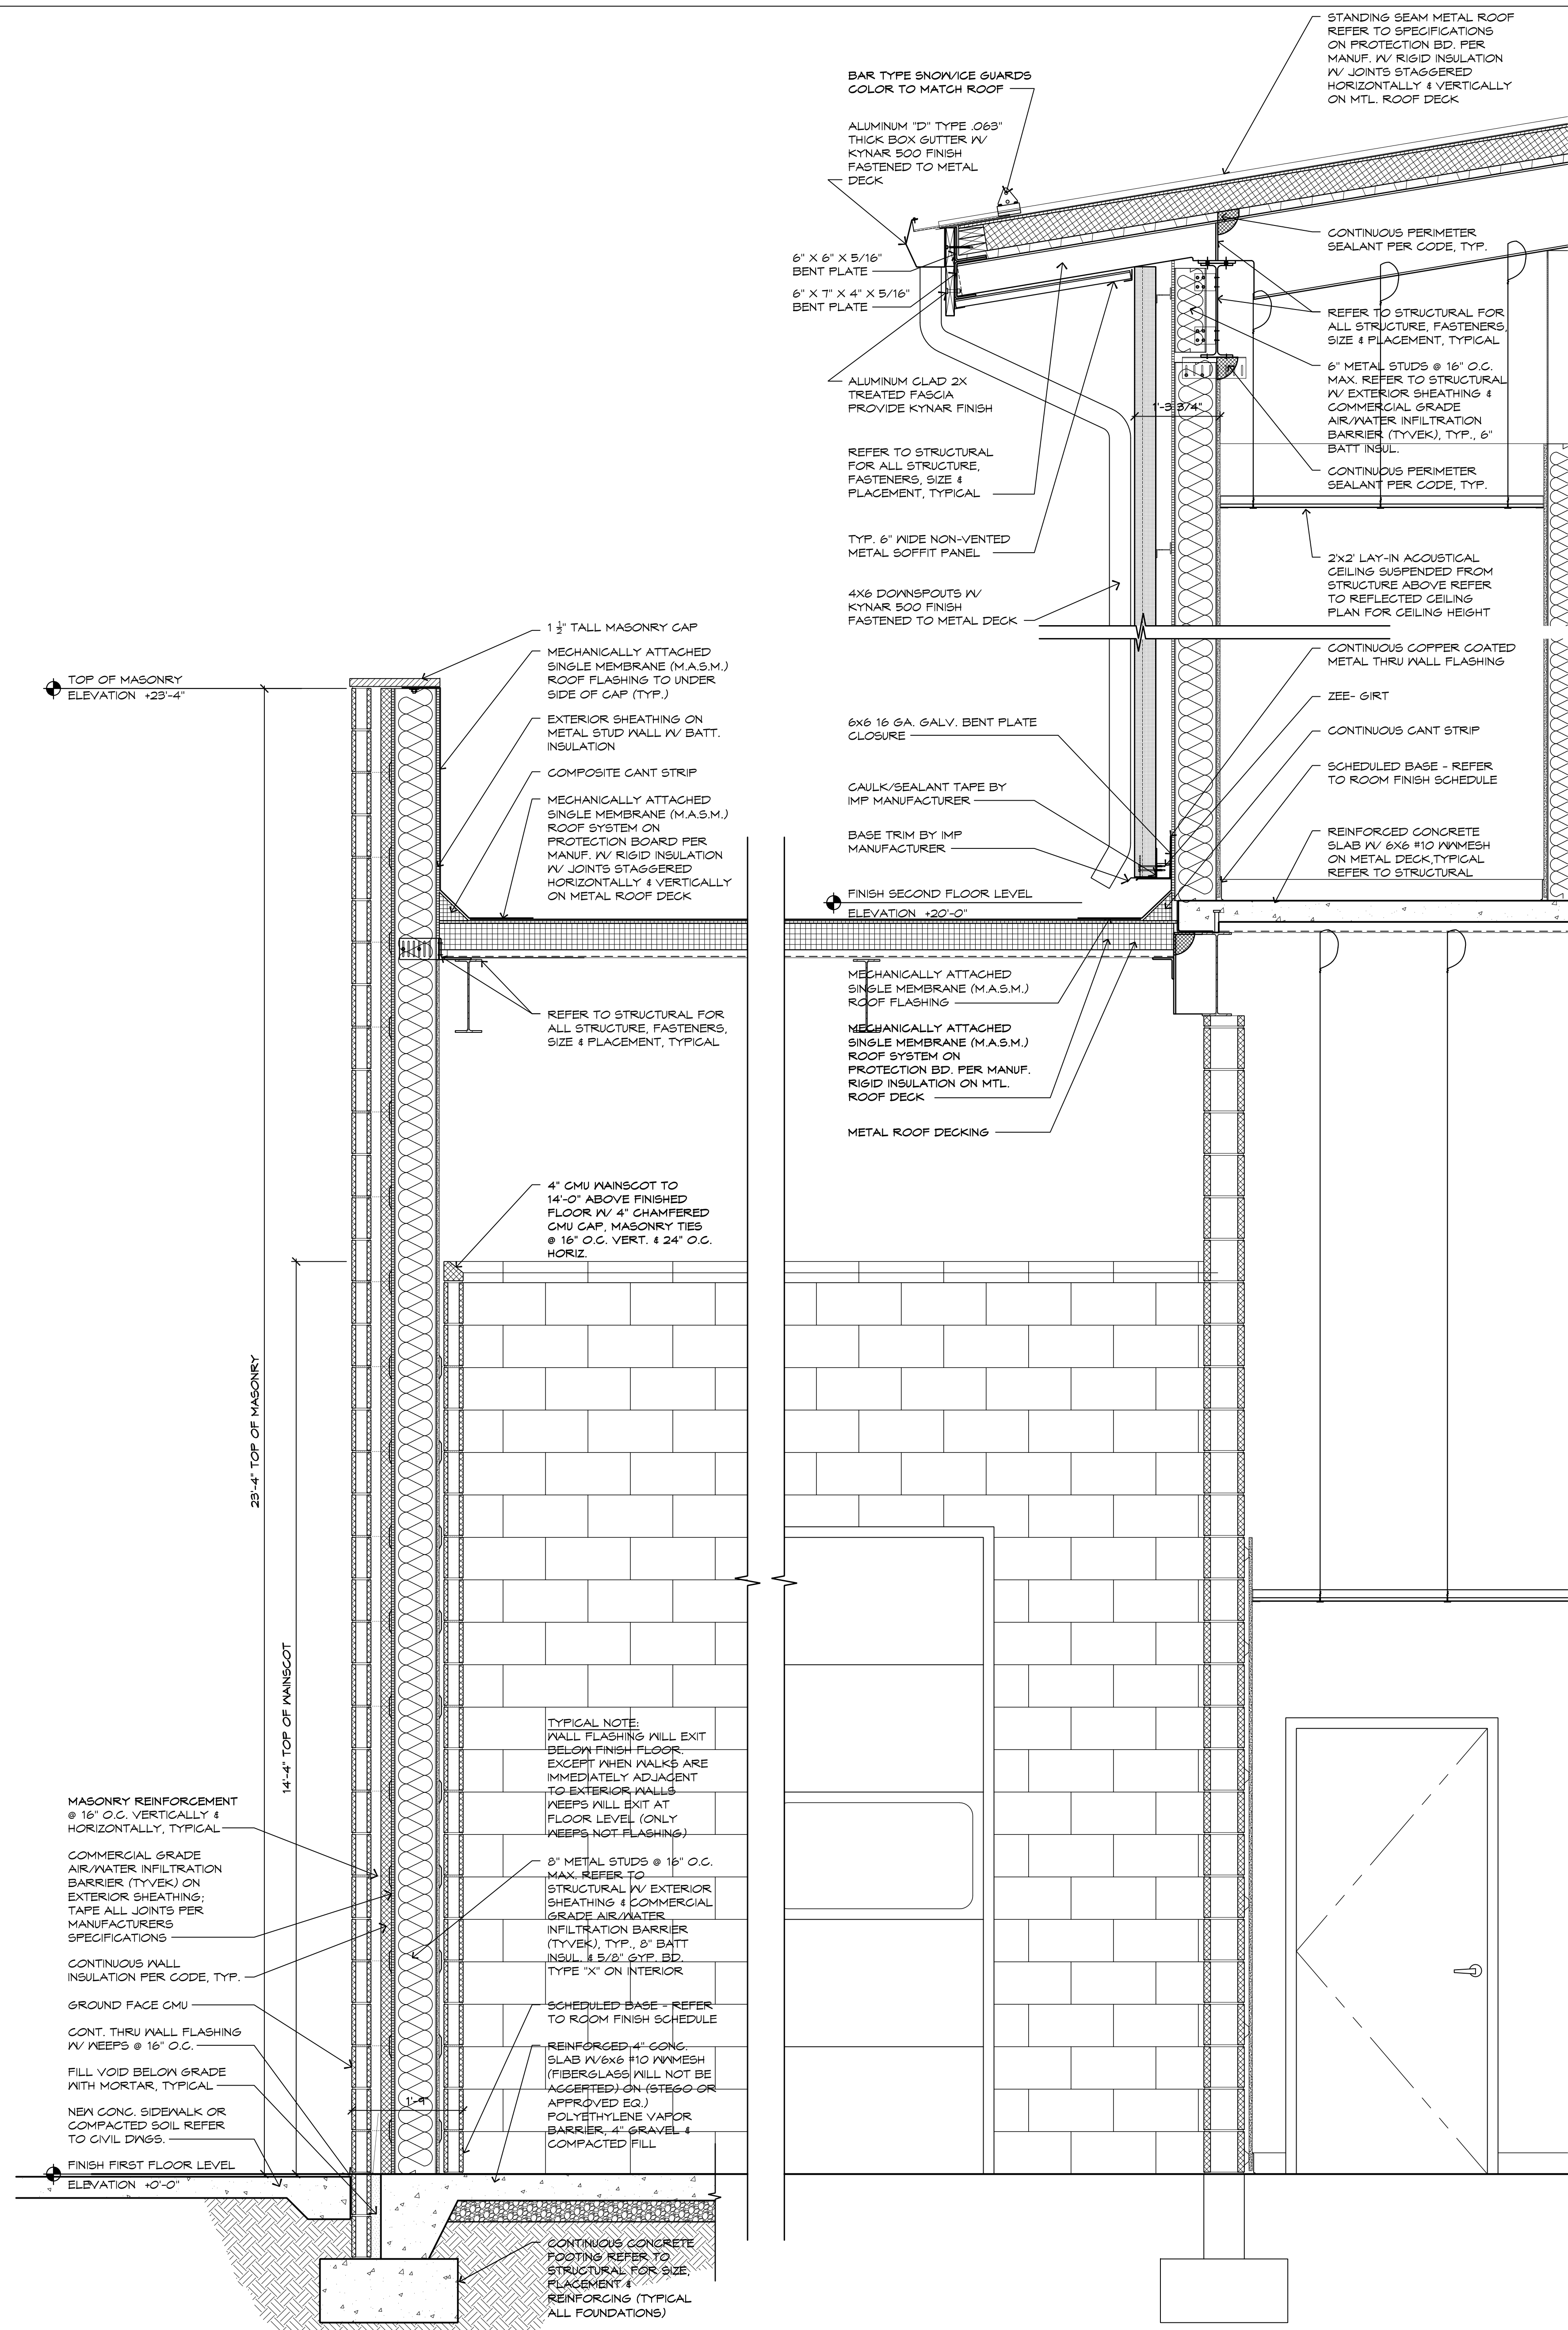 STANDING SEAM METAL ROOF
REFER TO SPECIFICATIONS
ON PROTECTION BD. PER
MANUF. W/ RIGID INSULATION
W/ JOINTS STAGGERED
HORIZONTALLY & VERTICALLY
ON MTL. ROOF DECK
BAR TYPE SNOW/ICE GUARDS
COLOR TO MATCH ROOF
ALUMINUM "D" TYPE .063"
THICK BOX GUTTER W/
KYNAR 500 FINISH
FASTENED TO METAL
DECK
6" X 6" X 5/16"
BENT PLATE
6" X 7" X 4" X 5/16"
BENT PLATE
ALUMINUM CLAD 2X
TREATED FASCIA
PROVIDE KYNAR FINISH
REFER TO STRUCTURAL
FOR ALL STRUCTURE,
FASTENERS, SIZE &
PLACEMENT, TYPICAL
TYP. 6" WIDE NON-VENTED
METAL SOFFIT PANEL
4X6 DOWNSPOUTS W/
KYNAR 500 FINISH
FASTENED TO METAL DECK
CONTINUOUS PERIMETER
SEALANT PER CODE, TYP.
REFER TO STRUCTURAL FOR
ALL STRUCTURE, FASTENERS,
SIZE & PLACEMENT, TYPICAL
6" METAL STUDS @ 16" O.C.
MAX. REFER TO STRUCTURAL
W/ EXTERIOR SHEATHING &
COMMERCIAL GRADE
AIR/WATER INFILTRATION
BARRIER (TYVEK), TYP., 6"
BATT INSUL.
1'-3 3/4"
CONTINUOUS PERIMETER
SEALANT PER CODE, TYP.
2'x2' LAY-IN ACOUSTICAL
CEILING SUSPENDED FROM
STRUCTURE ABOVE REFER
TO REFLECTED CEILING
PLAN FOR CEILING HEIGHT
CONTINUOUS COPPER COATED
METAL THRU WALL FLASHING
ZEE- GIRT
CONTINUOUS CANT STRIP
SCHEDULED BASE - REFER
TO ROOM FINISH SCHEDULE
REINFORCED CONCRETE
SLAB W/ 6X6 #10 WWMESH
ON METAL DECK,TYPICAL
REFER TO STRUCTURAL
6x6 16 GA. GALV. BENT PLATE
CLOSURE
CAULK/SEALANT TAPE BY
IMP MANUFACTURER
BASE TRIM BY IMP
MANUFACTURER
FINISH SECOND FLOOR LEVEL
ELEVATION +20'-0"
MECHANICALLY ATTACHED
SINGLE MEMBRANE (M.A.S.M.)
ROOF FLASHING
MECHANICALLY ATTACHED
SINGLE MEMBRANE (M.A.S.M.)
ROOF SYSTEM ON
PROTECTION BD. PER MANUF.
RIGID INSULATION ON MTL.
ROOF DECK
METAL ROOF DECKING
TOP OF MASONRY
ELEVATION +23'-4"
1 1/2" TALL MASONRY CAP
MECHANICALLY ATTACHED
SINGLE MEMBRANE (M.A.S.M.)
ROOF FLASHING TO UNDER
SIDE OF CAP (TYP.)
EXTERIOR SHEATHING ON
METAL STUD WALL W/ BATT.
INSULATION
COMPOSITE CANT STRIP
MECHANICALLY ATTACHED
SINGLE MEMBRANE (M.A.S.M.)
ROOF SYSTEM ON
PROTECTION BOARD PER
MANUF. W/ RIGID INSULATION
W/ JOINTS STAGGERED
HORIZONTALLY & VERTICALLY
ON METAL ROOF DECK
REFER TO STRUCTURAL FOR
ALL STRUCTURE, FASTENERS,
SIZE & PLACEMENT, TYPICAL
4" CMU WAINSCOT TO
14'-0" ABOVE FINISHED
FLOOR W/ 4" CHAMFERED
CMU CAP, MASONRY TIES
@ 16" O.C. VERT. & 24" O.C.
HORIZ.
23'-4" TOP OF MASONRY
14'-4" TOP OF WAINSCOT
TYPICAL NOTE:
WALL FLASHING WILL EXIT
BELOW FINISH FLOOR.
EXCEPT WHEN WALKS ARE
IMMEDIATELY ADJACENT
TO EXTERIOR WALLS
WEEPS WILL EXIT AT
FLOOR LEVEL (ONLY
WEEPS NOT FLASHING)
8" METAL STUDS @ 16" O.C.
MAX. REFER TO
STRUCTURAL W/ EXTERIOR
SHEATHING & COMMERCIAL
GRADE AIR/WATER
INFILTRATION BARRIER
(TYVEK), TYP., 8" BATT
INSUL. & 5/8" GYP. BD.
TYPE "X" ON INTERIOR
SCHEDULED BASE - REFER
TO ROOM FINISH SCHEDULE
REINFORCED 4" CONC.
SLAB W/6x6 #10 WWMESH
(FIBERGLASS WILL NOT BE
ACCEPTED) ON (STEGO OR
APPROVED EQ.)
POLYETHYLENE VAPOR
BARRIER, 4" GRAVEL &
COMPACTED FILL
1'-9"
CONTINUOUS CONCRETE
FOOTING REFER TO
STRUCTURAL FOR SIZE,
PLACEMENT &
REINFORCING (TYPICAL
ALL FOUNDATIONS)
MASONRY REINFORCEMENT
@ 16" O.C. VERTICALLY &
HORIZONTALLY, TYPICAL
COMMERCIAL GRADE
AIR/WATER INFILTRATION
BARRIER (TYVEK) ON
EXTERIOR SHEATHING;
TAPE ALL JOINTS PER
MANUFACTURERS
SPECIFICATIONS
CONTINUOUS WALL
INSULATION PER CODE, TYP.
GROUND FACE CMU
CONT. THRU WALL FLASHING
W/ WEEPS @ 16" O.C.
FILL VOID BELOW GRADE
WITH MORTAR, TYPICAL
NEW CONC. SIDEWALK OR
COMPACTED SOIL REFER
TO CIVIL DWGS.
FINISH FIRST FLOOR LEVEL
ELEVATION +0'-0"